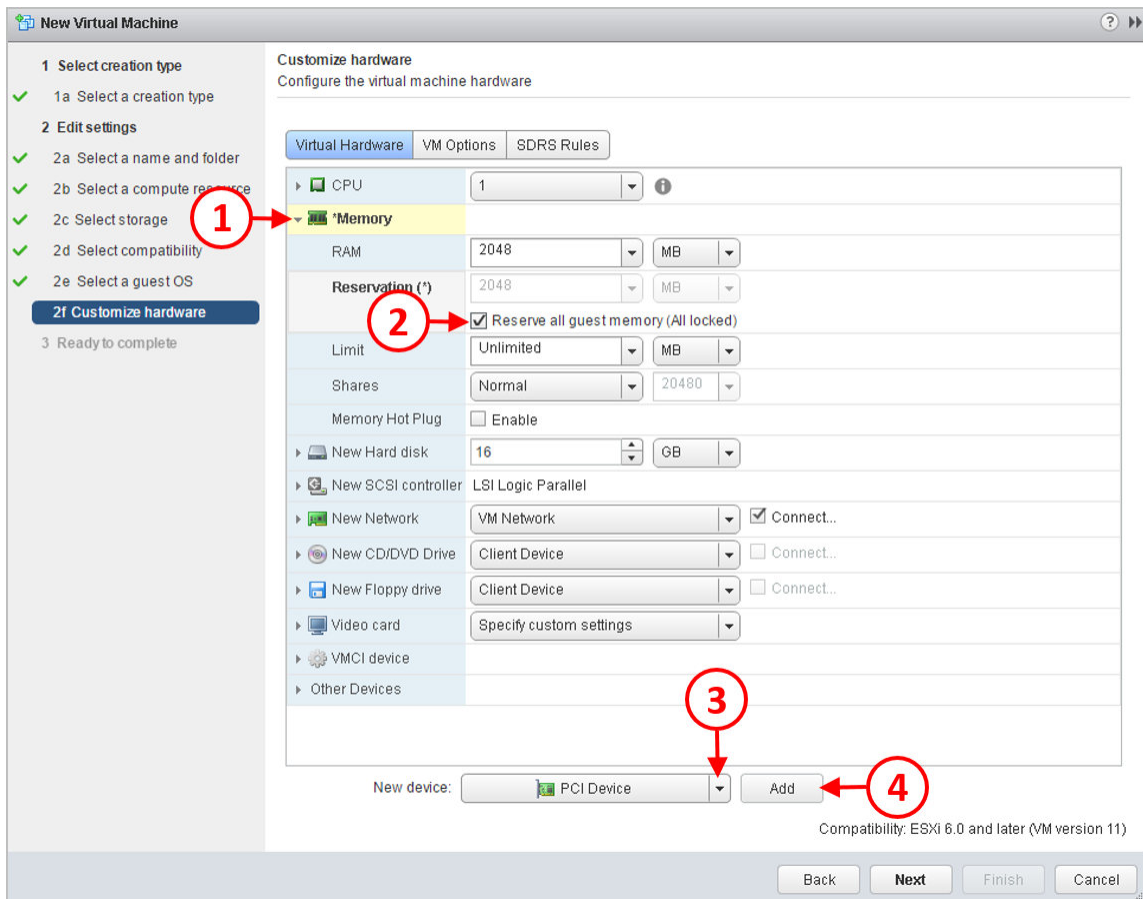 New Virtual Machine
1 Select creation type
1a Select a creation type
2 Edit settings
2a Select a name and folder
2b Select a compute resource
2c Select storage
2d Select compatibility
2e Select a guest OS
2f Customize hardware
3 Ready to complete
Customize hardware
Configure the virtual machine hardware
Virtual Hardware VM Options SDRS Rules
CPU 1
1 *Memory
RAM 2048 MB
Reservation (*) 2048 MB
2 Reserve all guest memory (All locked)
Limit Unlimited MB
Shares Normal 20480
Memory Hot Plug Enable
New Hard disk 16 GB
New SCSI controller LSI Logic Parallel
New Network VM Network Connect...
New CD/DVD Drive Client Device Connect...
New Floppy drive Client Device Connect...
Video card Specify custom settings
VMCI device
Other Devices
3
New device: PCI Device Add 4
Compatibility: ESXi 6.0 and later (VM version 11)
Back Next Finish Cancel